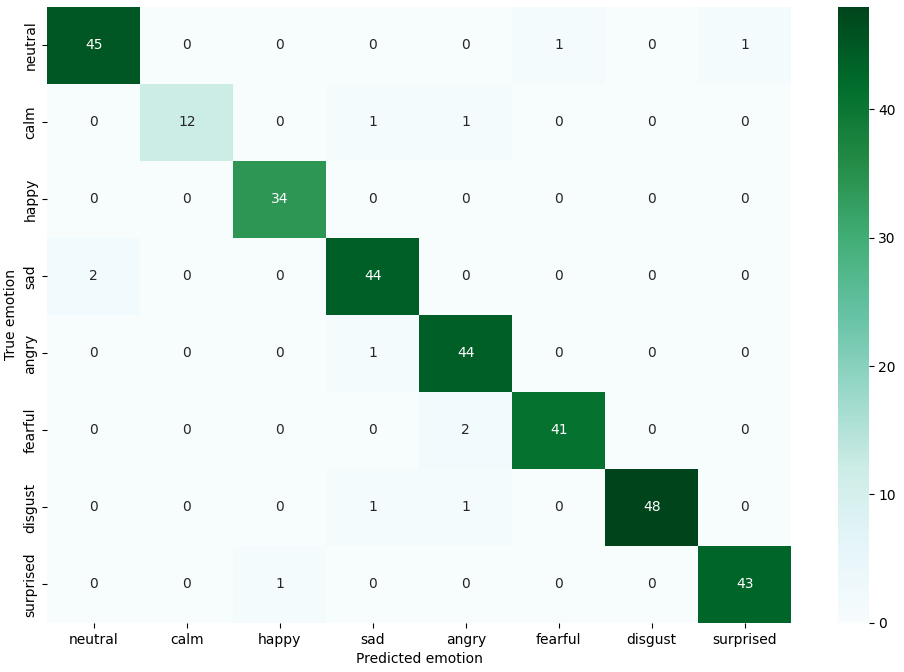 neutral 45 0 0 0 0 1 0 1
calm 0 12 0 1 1 0 0 0
happy 0 0 34 0 0 0 0 0
sad 2 0 0 44 0 0 0 0
angry 0 0 0 1 44 0 0 0
fearful 0 0 0 0 2 41 0 0
disgust 0 0 0 1 1 0 48 0
surprised 0 0 1 0 0 0 0 43
neutral calm happy sad angry fearful disgust surprised
Predicted emotion
True emotion
40
30
20
10
0